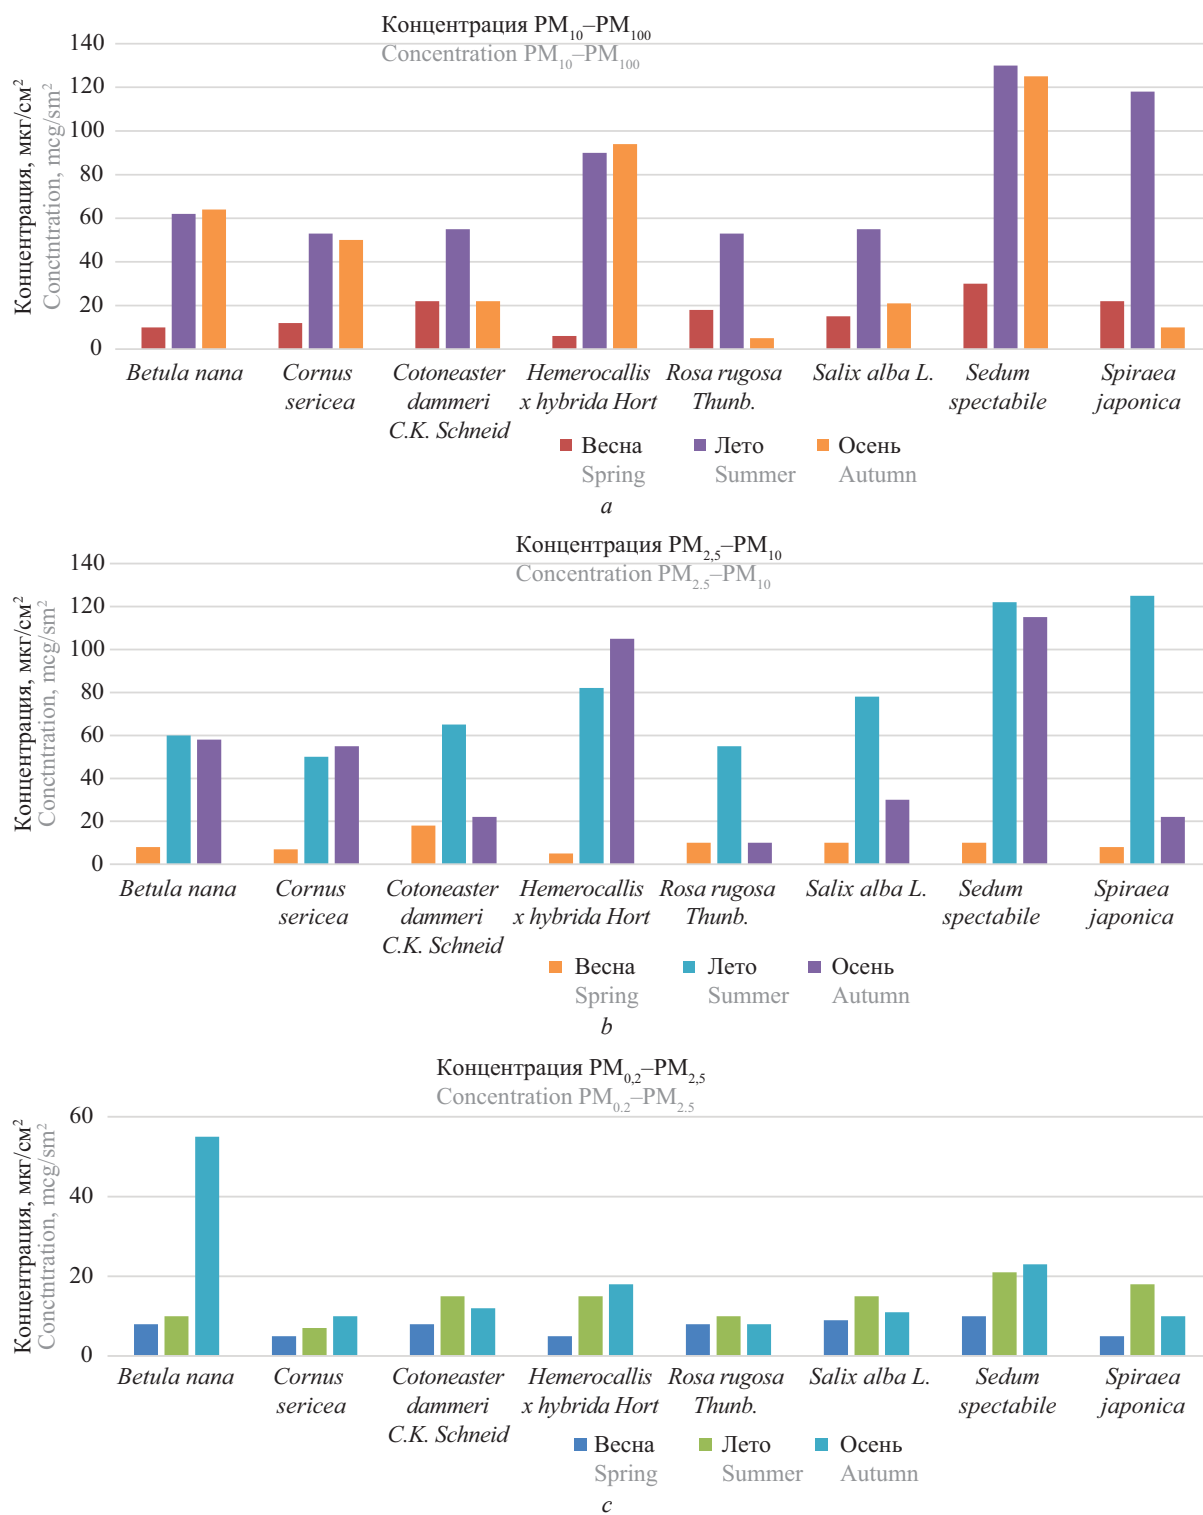 Концентрация PM10–PM100
Concentration PM10–PM100
Концентрация, мкг/см2
Conctntration, mcg/sm2
140
120
100
80
60
40
20
0
Betula nana
Cornus
sericea
Cotoneaster
dammeri
C.K. Schneid
Hemerocallis
x hybrida Hort
Rosa rugosa
Thunb.
Salix alba L.
Sedum
spectabile
Spiraea
japonica
Весна Лето Осень
Spring Summer Autumn
a
Концентрация PM2,5–PM10
Concentration PM2.5–PM10
Концентрация, мкг/см2
Conctntration, mcg/sm2
140
120
100
80
60
40
20
0
Betula nana
Cornus
sericea
Cotoneaster
dammeri
C.K. Schneid
Hemerocallis
x hybrida Hort
Rosa rugosa
Thunb.
Salix alba L.
Sedum
spectabile
Spiraea
japonica
Весна Лето Осень
Spring Summer Autumn
b
Концентрация PM0,2–PM2,5
Concentration PM0.2–PM2.5
Концентрация, мкг/см2
Conctntration, mcg/sm2
60
40
20
0
Betula nana
Cornus
sericea
Cotoneaster
dammeri
C.K. Schneid
Hemerocallis
x hybrida Hort
Rosa rugosa
Thunb.
Salix alba L.
Sedum
spectabile
Spiraea
japonica
Весна Лето Осень
Spring Summer Autumn
c